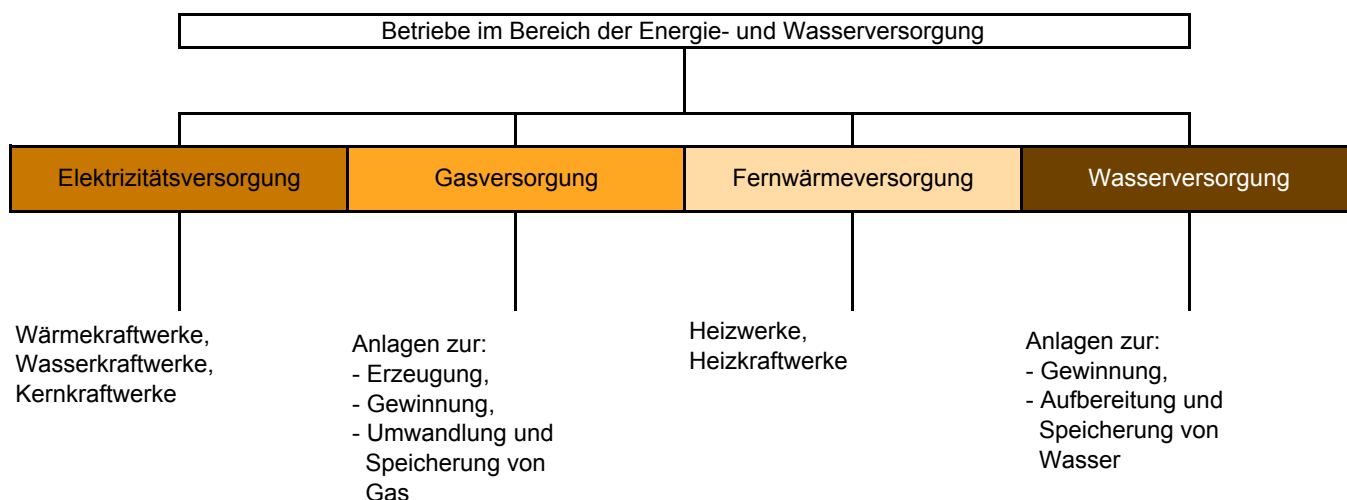 Betriebe im Bereich der Energie- und Wasserversorgung
Elektrizitätsversorgung
Gasversorgung
Fernwärmeversorgung
Wasserversorgung
Wärmekraftwerke,
Wasserkraftwerke,
Kernkraftwerke
Anlagen zur:
- Erzeugung,
- Gewinnung,
- Umwandlung und
Speicherung von
Gas
Heizwerke,
Heizkraftwerke
Anlagen zur:
- Gewinnung,
- Aufbereitung und
Speicherung von
Wasser